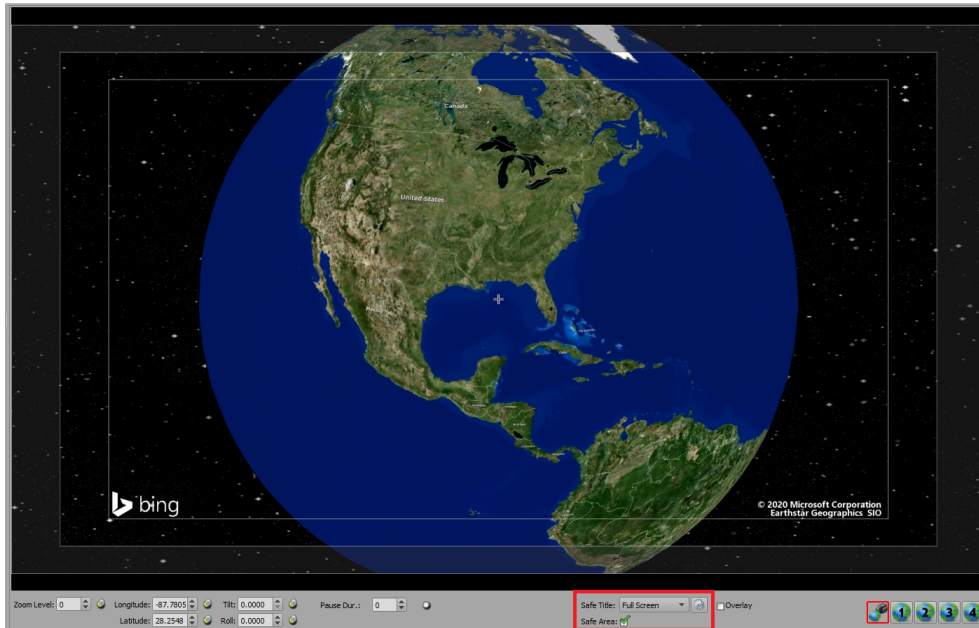 Canada
United States
bing
© 2020 Microsoft Corporation
Earthstar Geographics SIO
Zoom Level: 0 Longitude: -87.7805 Tilt: 0.0000 Pause Dur.: 0 Safe Title: Full Screen Overlay
Latitude: 28.2548 Roll: 0.0000 Safe Area:
1 2 3 4